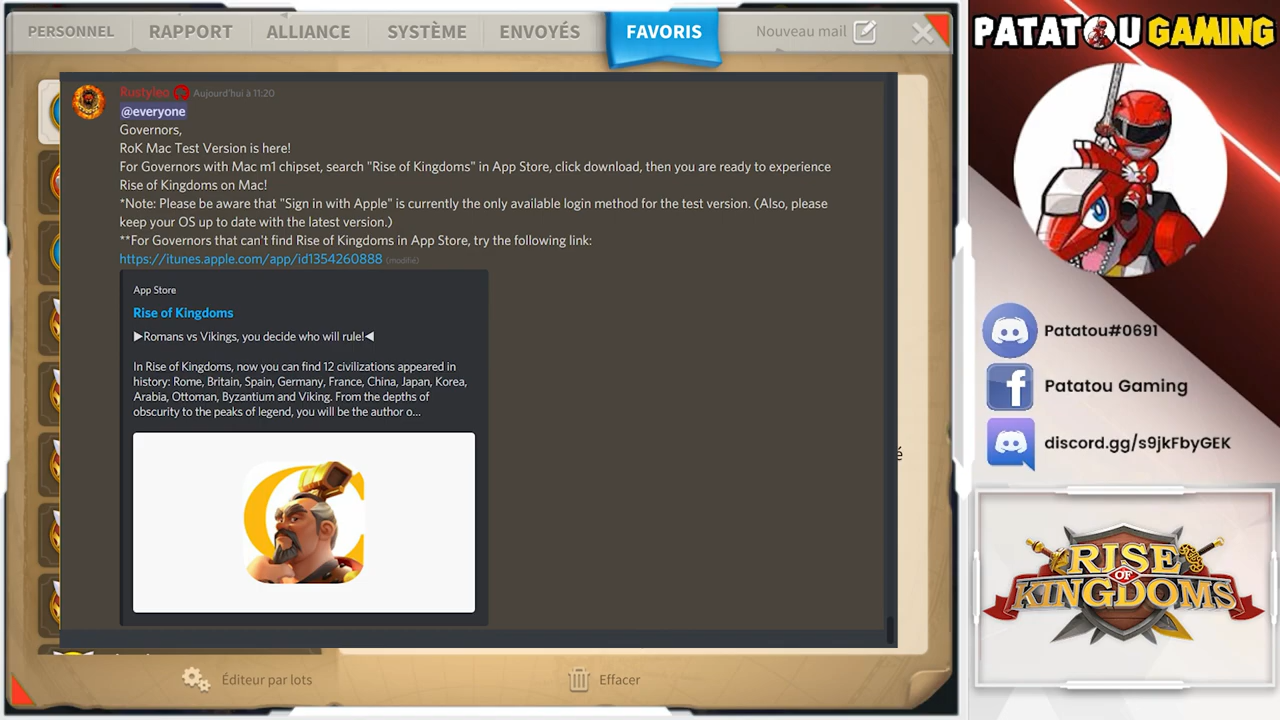 PERSONNEL
RAPPORT
ALLIANCE
SYSTÈME
ENVOYÉS
FAVORIS
Nouveau mail
Rustyleo
Aujourd'hui à 11:20
@everyone
Governors,
RoK Mac Test Version is here!
For Governors with Mac m1 chipset, search "Rise of Kingdoms" in App Store, click download, then you are ready to experience
Rise of Kingdoms on Mac!
*Note: Please be aware that "Sign in with Apple" is currently the only available login method for the test version. (Also, please
keep your OS up to date with the latest version.)
**For Governors that can't find Rise of Kingdoms in App Store, try the following link:
https://itunes.apple.com/app/id1354260888 (modifié)
App Store
Rise of Kingdoms
▶Romans vs Vikings, you decide who will rule!◀
In Rise of Kingdoms, now you can find 12 civilizations appeared in
history: Rome, Britain, Spain, Germany, France, China, Japan, Korea,
Arabia, Ottoman, Byzantium and Viking. From the depths of
obscurity to the peaks of legend, you will be the author o...
é
Éditeur par lots
Effacer
PATATOU GAMING
Patatou#0691
Patatou Gaming
discord.gg/s9jkFbyGEK
RISE
OF
KINGDOMS